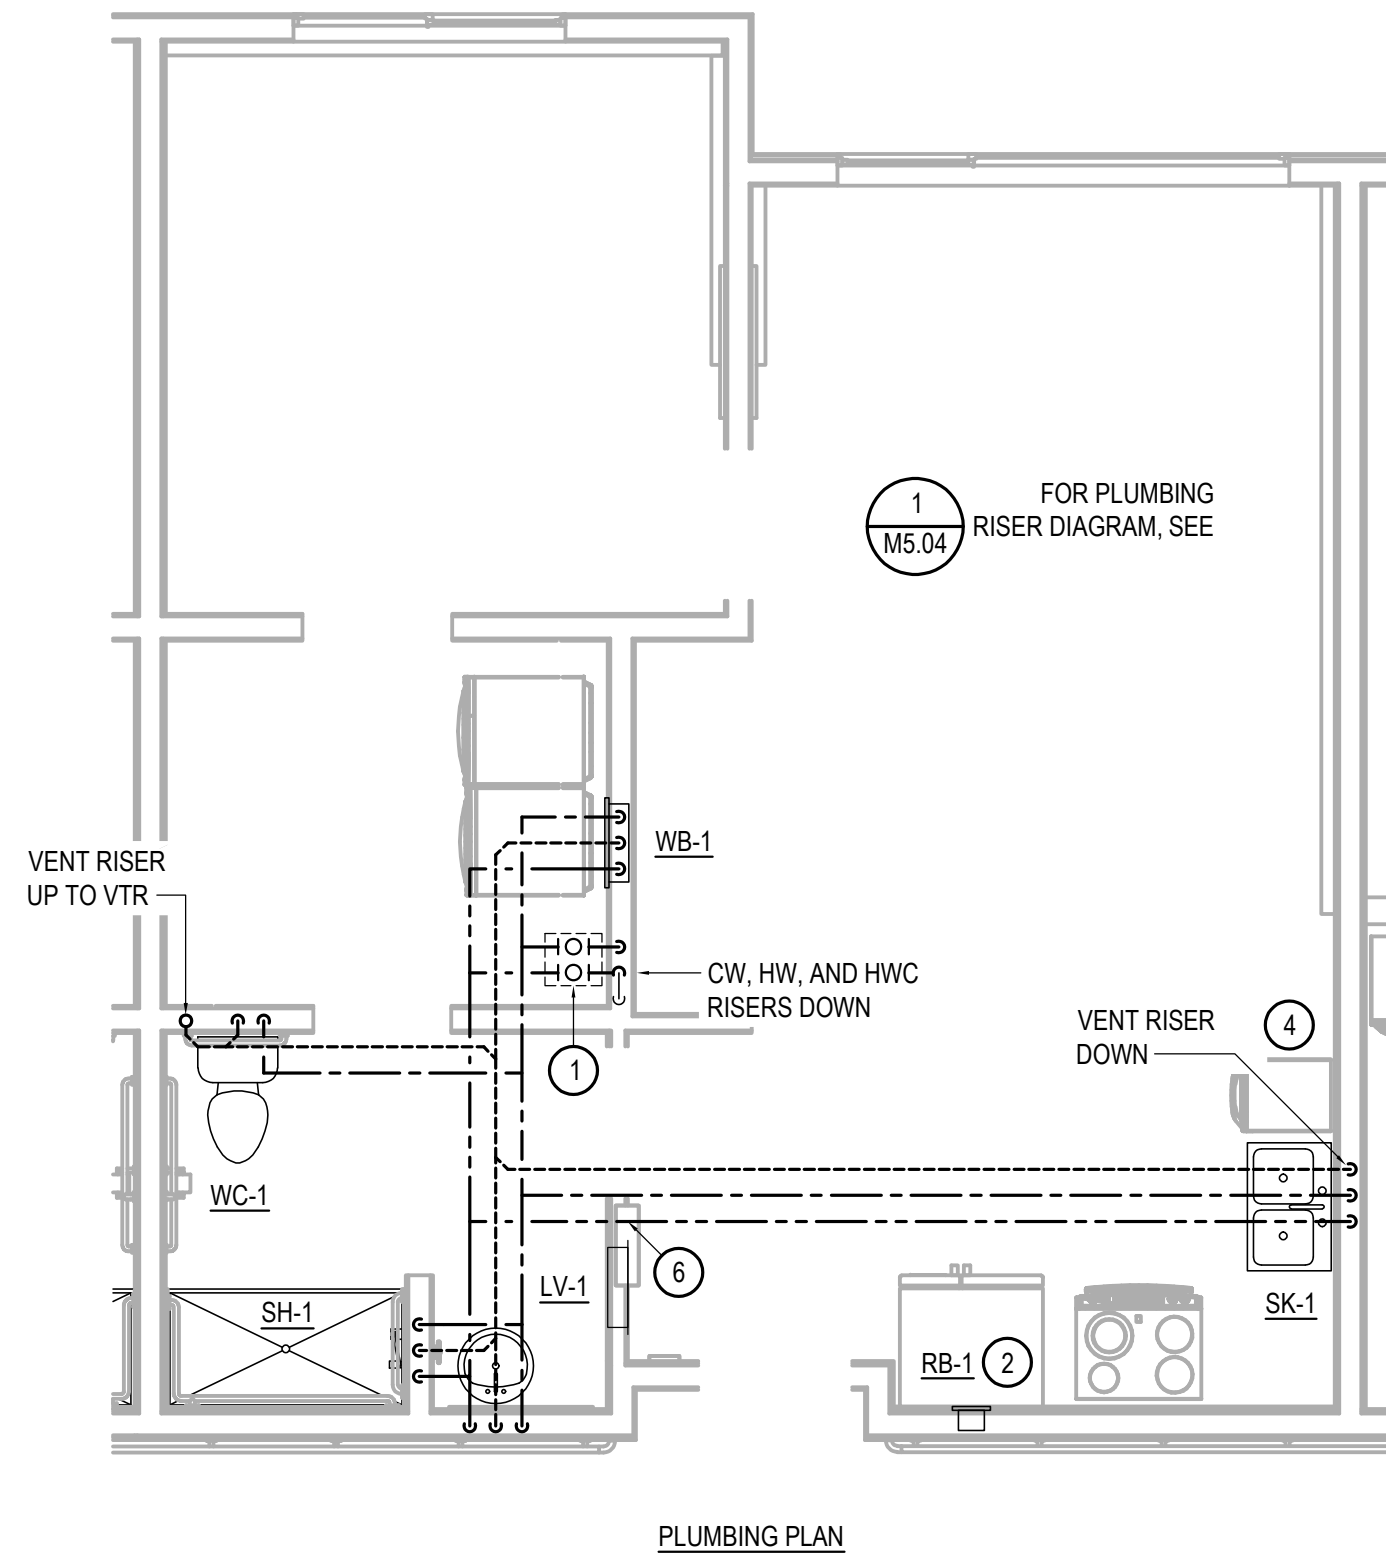 1
M5.04
FOR PLUMBING
RISER DIAGRAM, SEE
WB-1
VENT RISER
UP TO VTR
CW, HW, AND HWC
RISERS DOWN
VENT RISER
DOWN
4
1
WC-1
6
LV-1
SH-1
SK-1
RB-1
2
PLUMBING PLAN